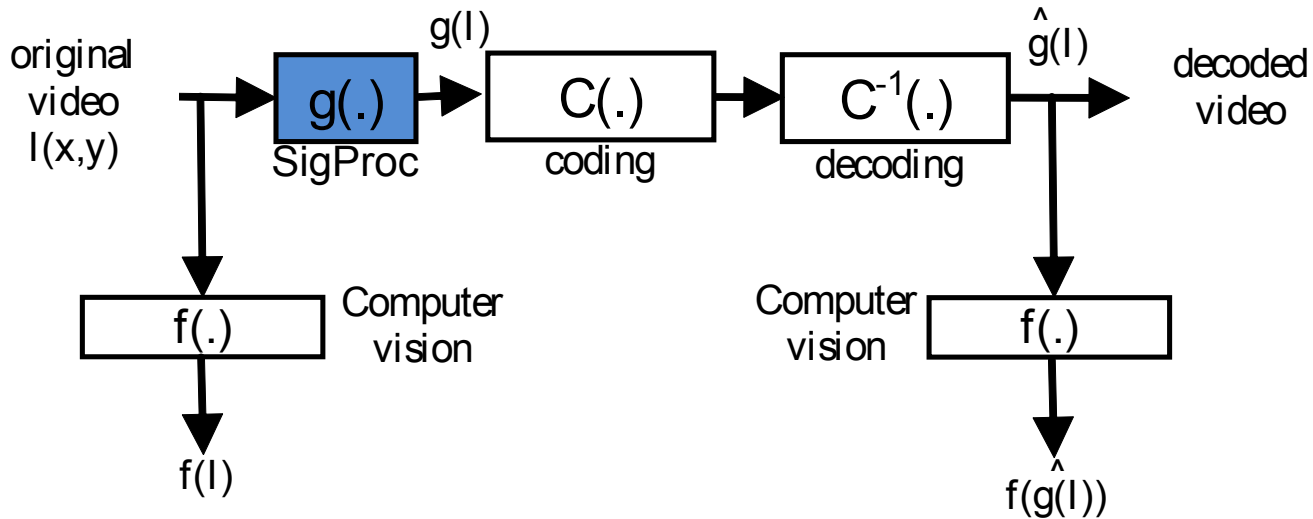 original
video
I(x,y)
g(.)
SigProc
g(I)
C(.)
coding
C⁻¹(.)
decoding
ĝ(I)
decoded
video
f(.)
Computer
vision
f(I)
Computer
vision
f(.)
f(g(̂I))